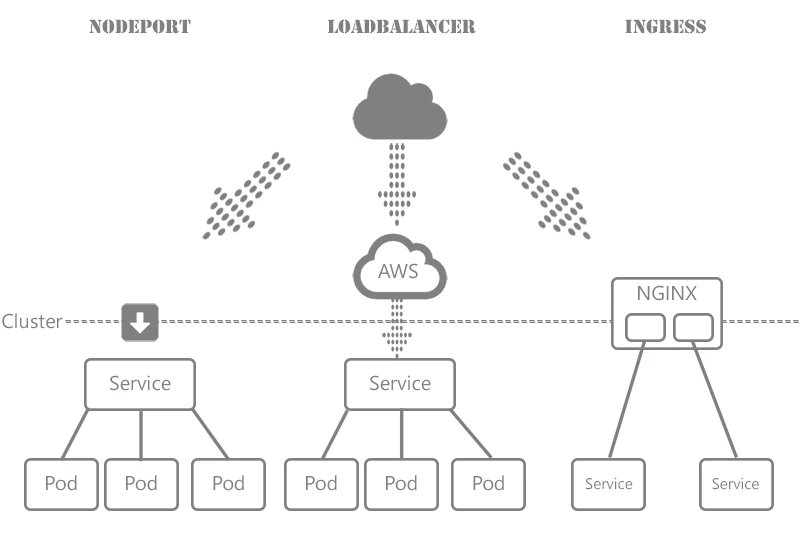 NODEPORT
LOADBALANCER
INGRESS
AWS
NGINX
Cluster
Service
Service
Pod
Pod
Pod
Pod
Pod
Pod
Service
Service